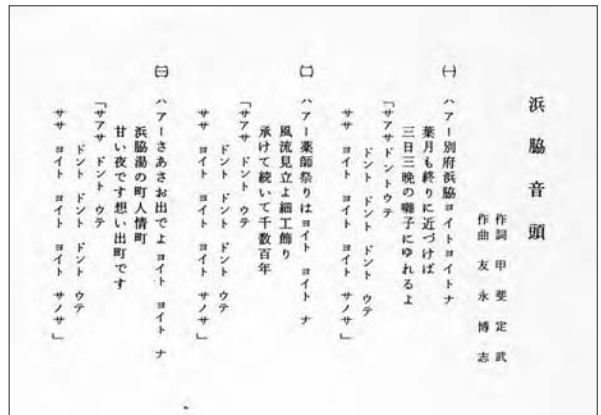 浜脇音頭
作詞 甲斐定武
作曲 友永博志
㈠ ハアー別府浜脇ヨイトヨイトナ
葉月も終りに近づけば
三日三晩の囃子にゆれるよ
「サアサドントウテ
ドント ドント ドント ウテ
ササ ヨイト ヨイト ヨイト サノサ」
㈡ ハアー薬師祭りはヨイト ヨイト ナ
風流見立よ細工飾り
承けて続いて千数百年
「サアサ ドント ウテ
ドント ドント ドント ウテ
ササ ヨイト ヨイト ヨイト サノサ」
㈢ ハアーさあさお出でよ ヨイト ヨイト ナ
浜脇湯の町人情町
甘い夜です想い出町です
「サアサ ドント ウテ
ドント ドント ドント ウテ
ササ ヨイト ヨイト ヨイト サノサ」